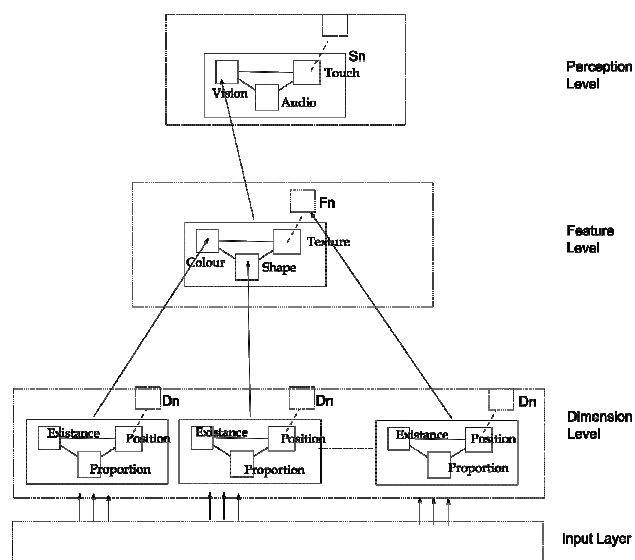 Sn
Touch
Vision
Audio
Perception
Level
Fn
Texture
Colour
Shape
Feature
Level
Dn
Dn
Dn
Existance
Position
Proportion
Existance
Position
Proportion
Existance
Position
Proportion
Dimension
Level
Input Layer